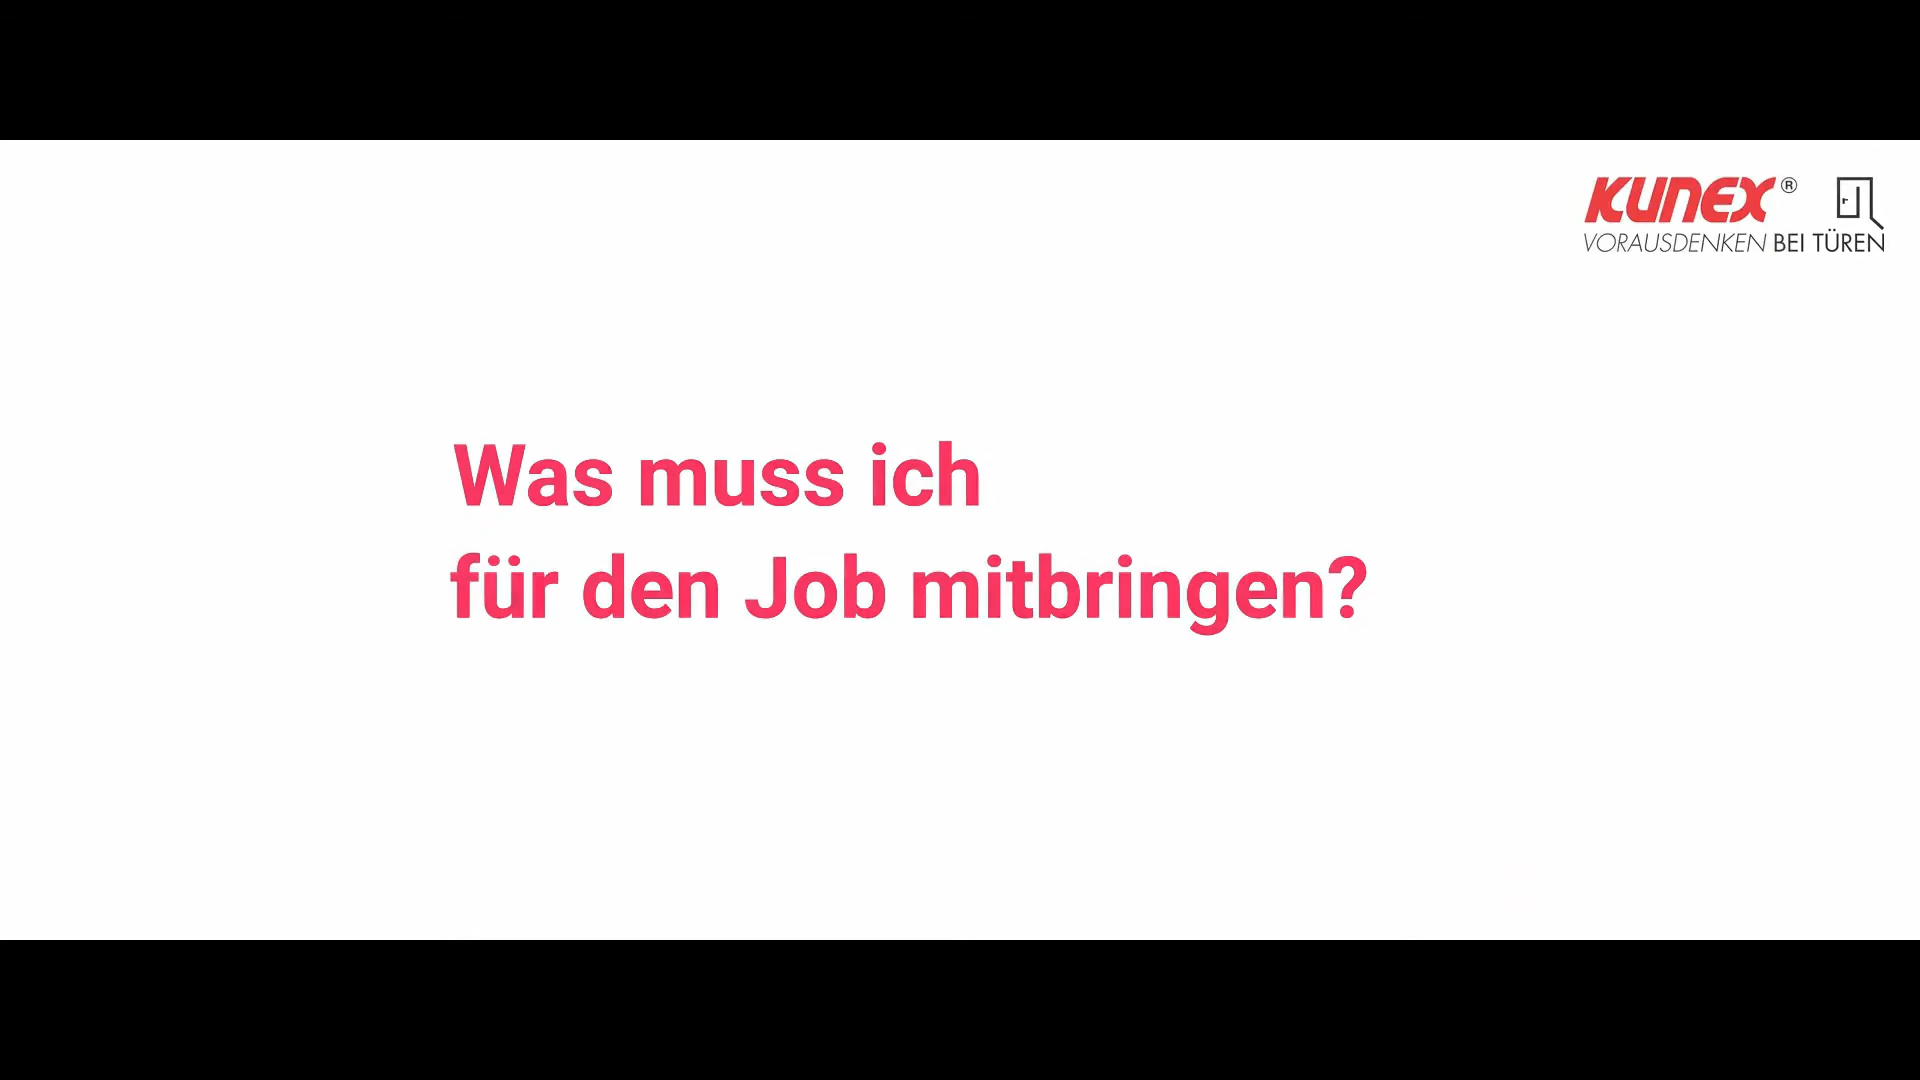 KUNEX®
VORAUSDENKEN BEI TÜREN
Was muss ich
für den Job mitbringen?